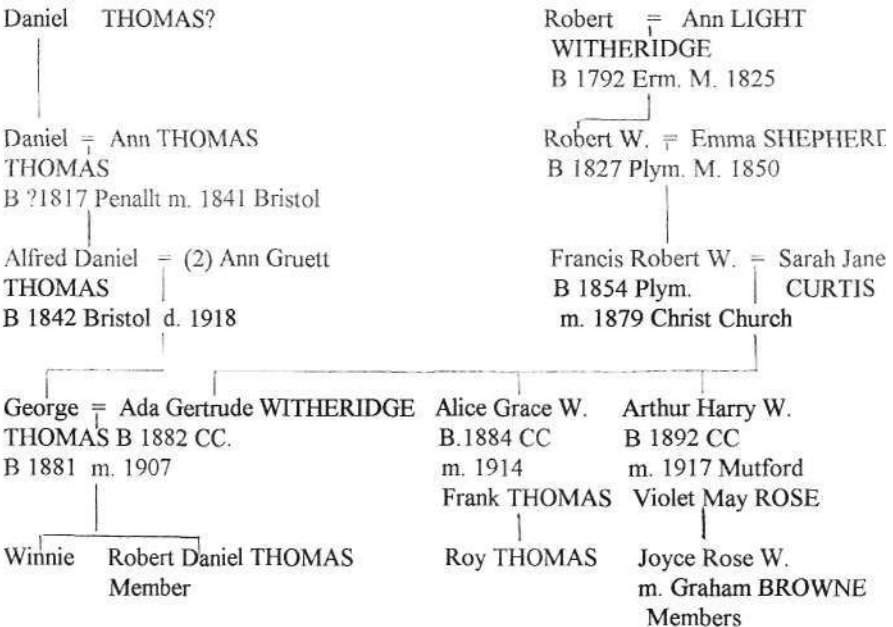 Daniel THOMAS?
Robert = Ann LIGHT
WITHERIDGE
B 1792 Erm. M. 1825
Daniel = Ann THOMAS
THOMAS
B ?1817 Penallt m. 1841 Bristol
Robert W. = Emma SHEPHERD
B 1827 Plym. M. 1850
Alfred Daniel = (2) Ann Gruett
THOMAS
B 1842 Bristol d. 1918
Francis Robert W. = Sarah Jane
B 1854 Plym. CURTIS
m. 1879 Christ Church
George = Ada Gertrude WITHERIDGE
THOMAS B 1882 CC.
B 1881 m. 1907
Alice Grace W.
B.1884 CC
m. 1914
Frank THOMAS
Arthur Harry W.
B 1892 CC
m. 1917 Mutford
Violet May ROSE
Winnie
Robert Daniel THOMAS
Member
Roy THOMAS
Joyce Rose W.
m. Graham BROWNE
Members